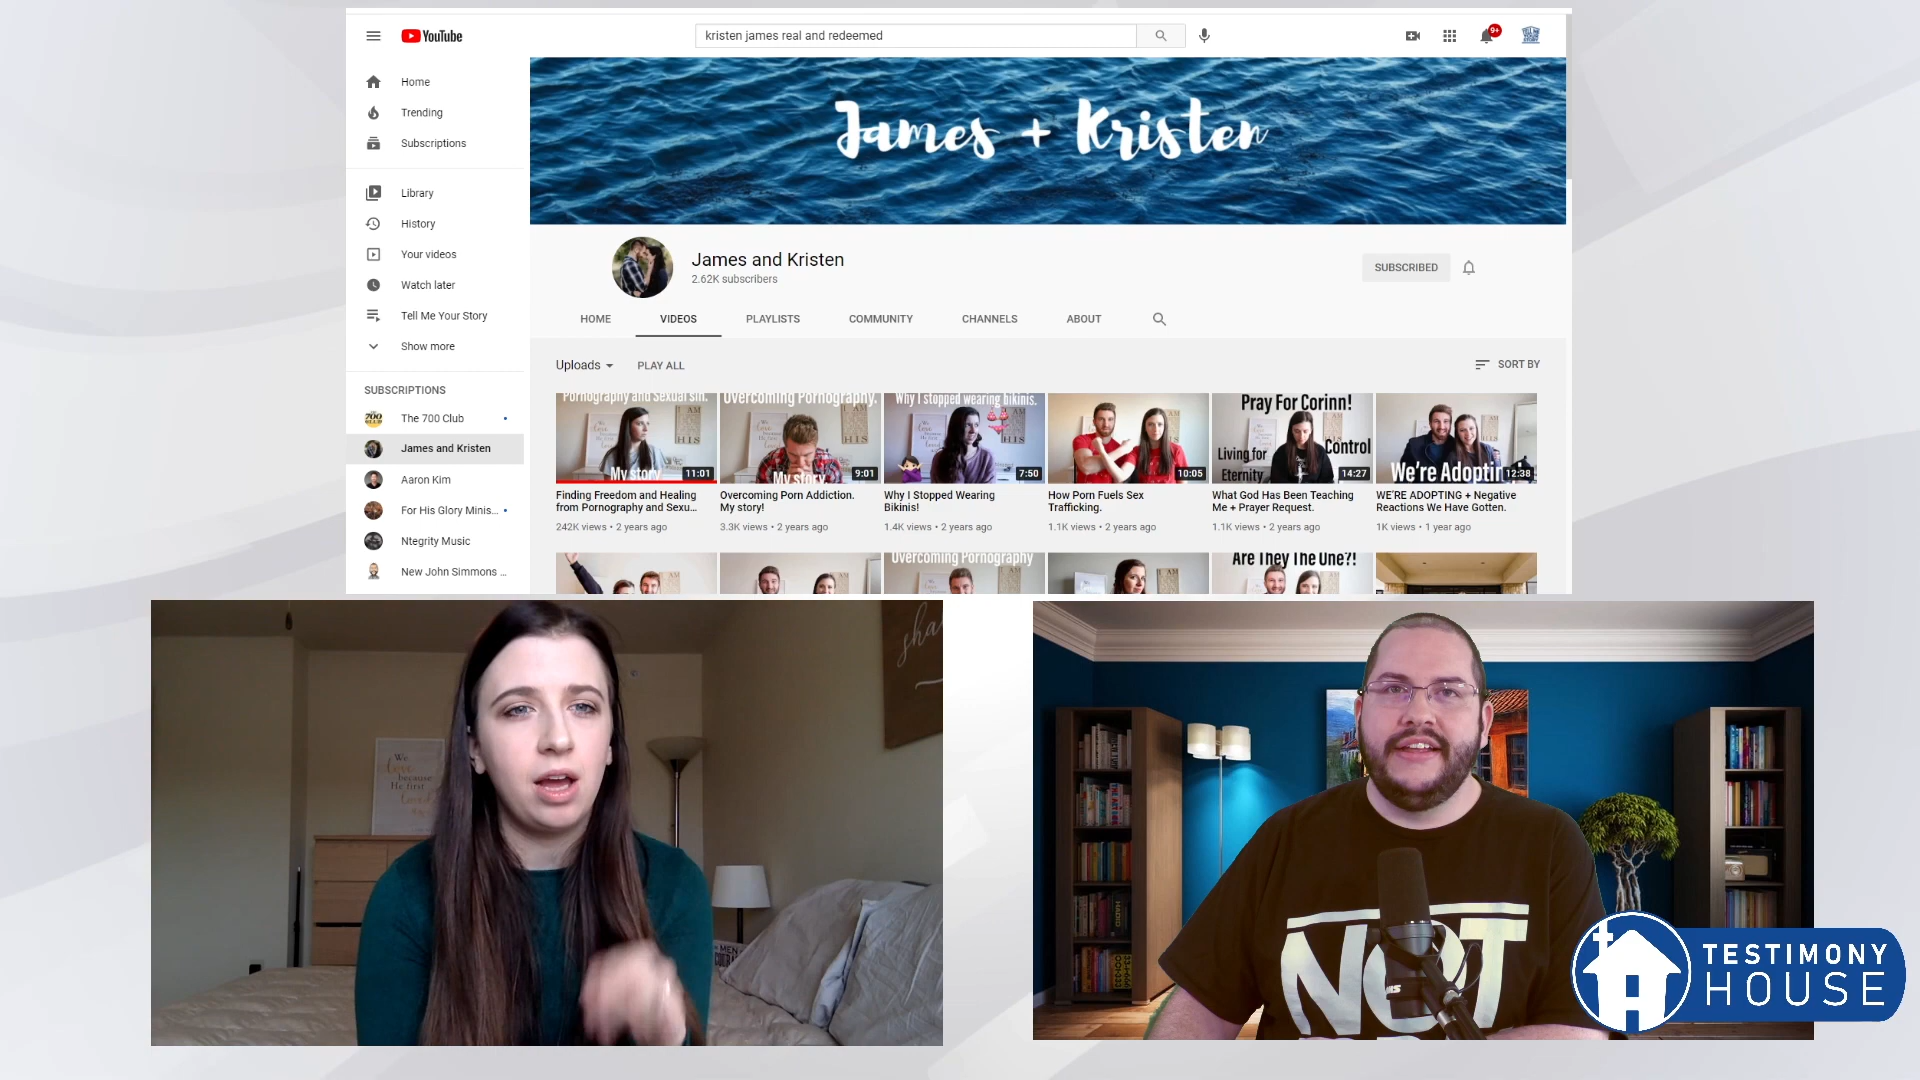 YouTube
kristen james real and redeemed
9+
Home
Trending
Subscriptions
Library
History
Your videos
Watch later
Tell Me Your Story
Show more
SUBSCRIPTIONS
The 700 Club
James and Kristen
Aaron Kim
For His Glory Minis...
Ntegrity Music
New John Simmons ...
James + Kristen
James and Kristen
2.62K subscribers
SUBSCRIBED
HOME VIDEOS PLAYLISTS COMMUNITY CHANNELS ABOUT
Uploads PLAY ALL
SORT BY
Pornography and Sexual sin.
My story
11:01
Finding Freedom and Healing
from Pornography and Sexu...
242K views • 2 years ago
Overcoming Pornography.
My story.
9:01
Overcoming Porn Addiction.
My story!
3.3K views • 2 years ago
Why I stopped wearing bikinis.
7:50
Why I Stopped Wearing
Bikinis!
1.4K views • 2 years ago
10:05
How Porn Fuels Sex
Trafficking.
1.1K views • 2 years ago
Pray For Corinn!
Living for
Eternity
Control
14:27
What God Has Been Teaching
Me + Prayer Request.
1.1K views • 2 years ago
We're Adoptin
12:38
WE'RE ADOPTING + Negative
Reactions We Have Gotten.
1K views • 1 year ago
Overcoming Pornography
Are They The One?!
We
love
because
He first
share
NOT
TESTIMONY
HOUSE